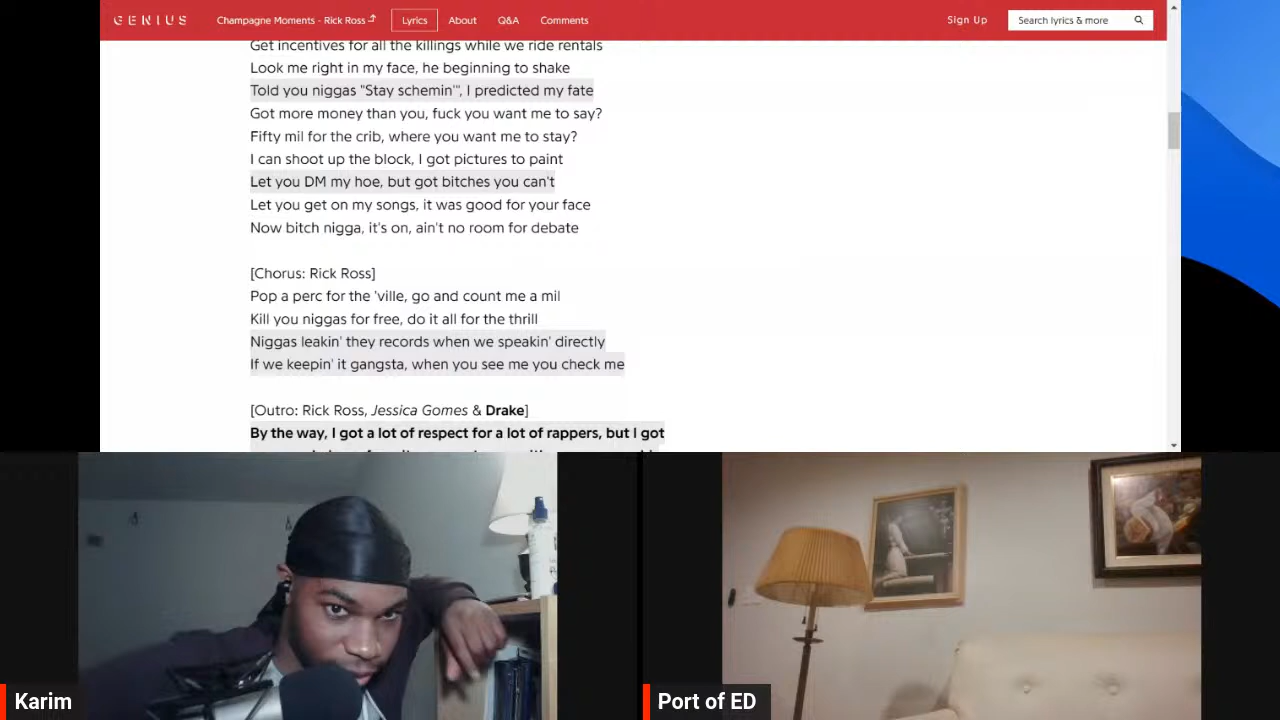 GENIUS Champagne Moments - Rick Ross Lyrics About Q&A Comments Sign Up Search lyrics & more
Get incentives for all the killings while we ride rentals
Look me right in my face, he beginning to shake
Told you niggas "Stay schemin'", I predicted my fate
Got more money than you, fuck you want me to say?
Fifty mil for the crib, where you want me to stay?
I can shoot up the block, I got pictures to paint
Let you DM my hoe, but got bitches you can't
Let you get on my songs, it was good for your face
Now bitch nigga, it's on, ain't no room for debate
[Chorus: Rick Ross]
Pop a perc for the 'ville, go and count me a mil
Kill you niggas for free, do it all for the thrill
Niggas leakin' they records when we speakin' directly
If we keepin' it gangsta, when you see me you check me
[Outro: Rick Ross, Jessica Gomes & Drake]
By the way, I got a lot of respect for a lot of rappers, but I got
Karim
Port of ED